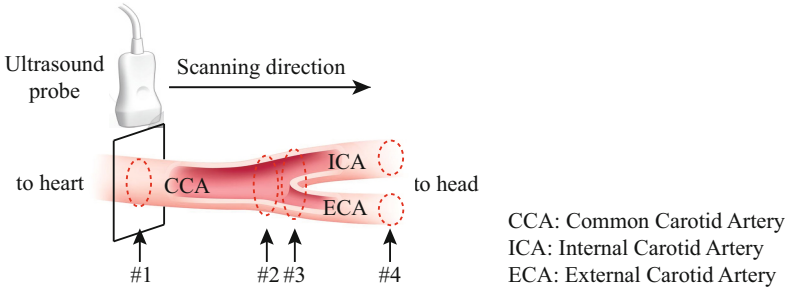 Ultrasound
probe
Scanning direction
to heart
CCA
ICA
ECA
to head
#1
#2
#3
#4
CCA: Common Carotid Artery
ICA: Internal Carotid Artery
ECA: External Carotid Artery